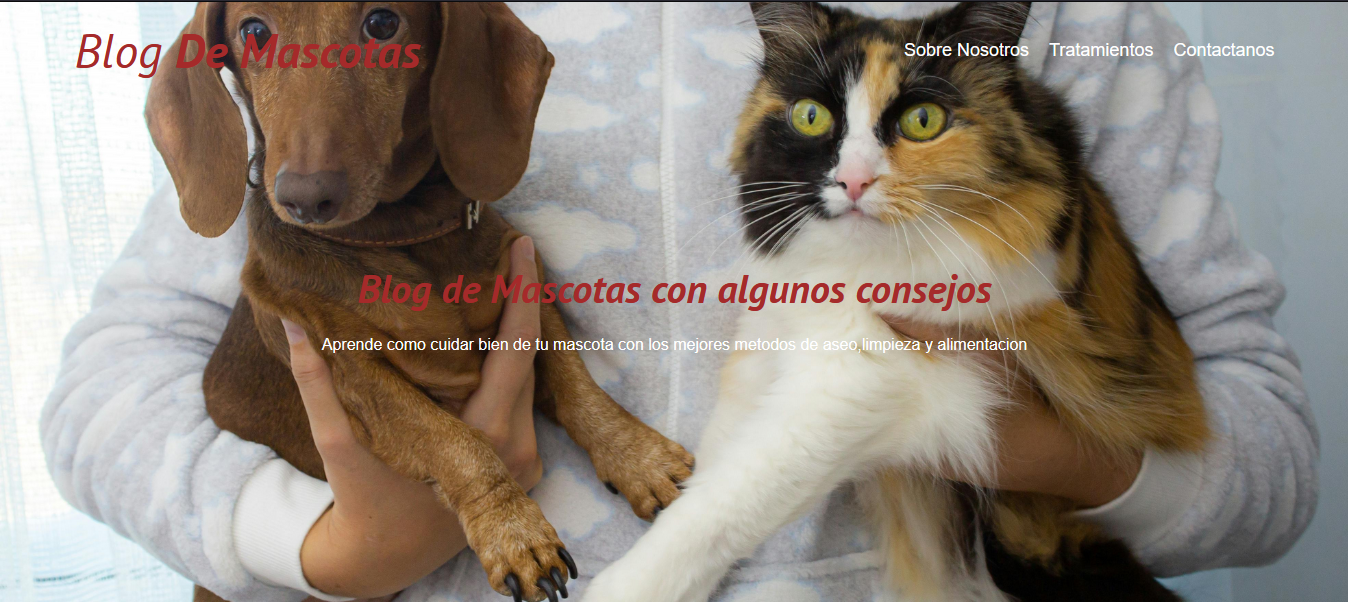 Blog De Mascotas
Sobre Nosotros Tratamientos Contactanos
Blog de Mascotas con algunos consejos
Aprende como cuidar bien de tu mascota con los mejores metodos de aseo,limpieza y alimentacion